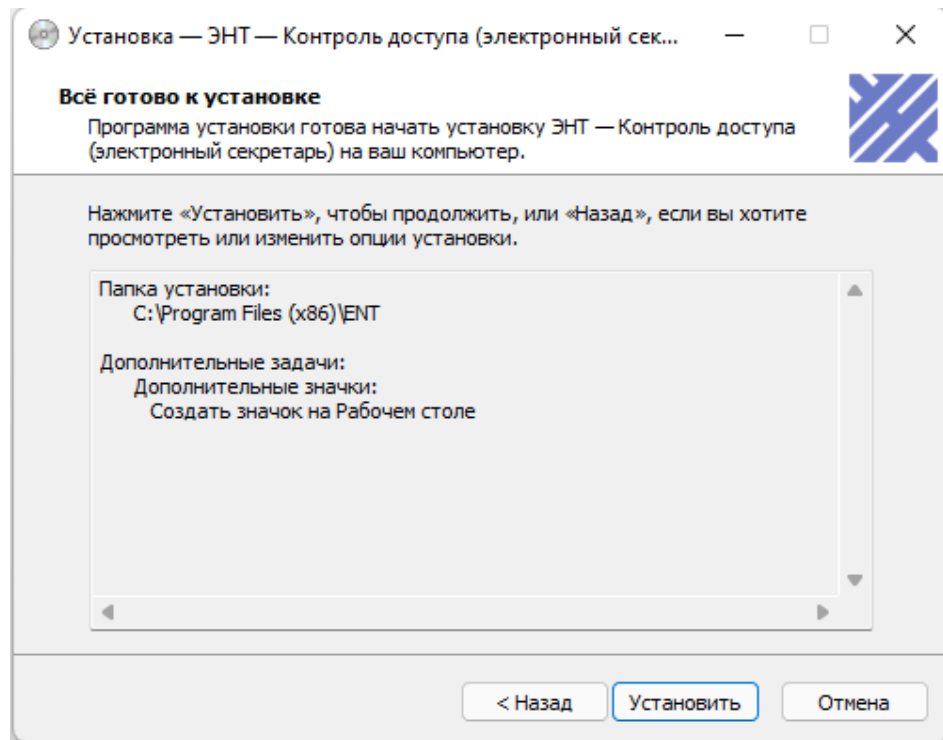 Установка — ЭНТ — Контроль доступа (электронный сек...
Всё готово к установке
Программа установки готова начать установку ЭНТ — Контроль доступа
(электронный секретарь) на ваш компьютер.
Нажмите «Установить», чтобы продолжить, или «Назад», если вы хотите
просмотреть или изменить опции установки.
Папка установки:
C:\Program Files (x86)\ENT
Дополнительные задачи:
Дополнительные значки:
Создать значок на Рабочем столе
< Назад
Установить
Отмена